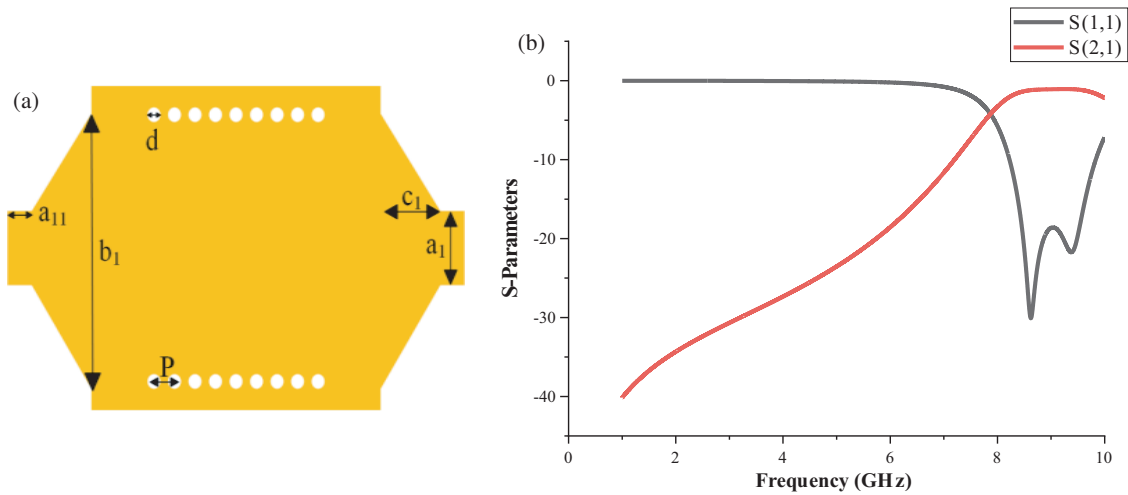 (a)
d
a11
b1
c1
a1
P
(b)
S(1,1)
S(2,1)
S-Parameters
0
-10
-20
-30
-40
0 2 4 6 8 10
Frequency (GHz)